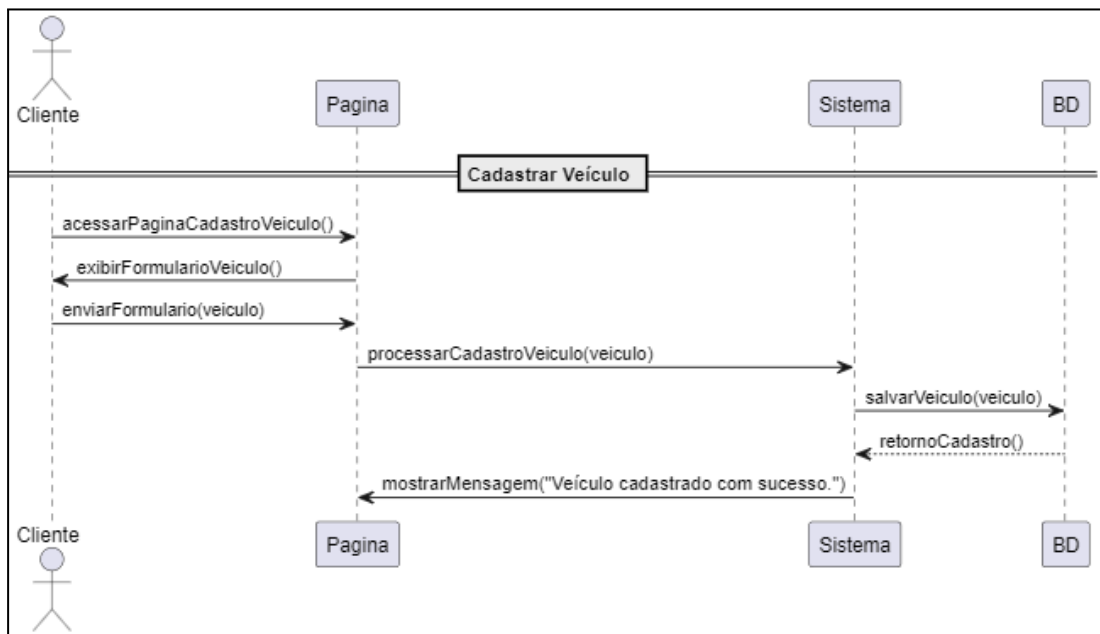 Cliente
Pagina
Sistema
BD
Cadastrar Veículo
acessarPaginaCadastroVeiculo()
exibirFormularioVeiculo()
enviarFormulario(veiculo)
processarCadastroVeiculo(veiculo)
salvarVeiculo(veiculo)
retornoCadastro()
mostrarMensagem("Veículo cadastrado com sucesso.")
Cliente
Pagina
Sistema
BD